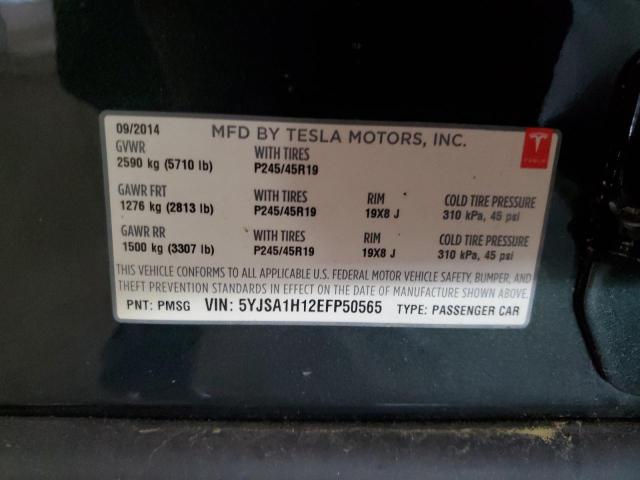 09/2014 MFD BY TESLA MOTORS, INC.
GVWR WITH TIRES
2590 kg (5710 lb) P245/45R19
GAWR FRT WITH TIRES RIM COLD TIRE PRESSURE
1276 kg (2813 lb) P245/45R19 19X8 J 310 kPa, 45 psi
GAWR RR WITH TIRES RIM COLD TIRE PRESSURE
1500 kg (3307 lb) P245/45R19 19X8 J 310 kPa, 45 psi
THIS VEHICLE CONFORMS TO ALL APPLICABLE U.S. FEDERAL MOTOR VEHICLE SAFETY, BUMPER, AND
THEFT PREVENTION STANDARDS IN EFFECT ON THE DATE OF MANUFACTURE SHOWN ABOVE.
PNT: PMSG VIN: 5YJSA1H12EFP50565 TYPE: PASSENGER CAR
TESLA